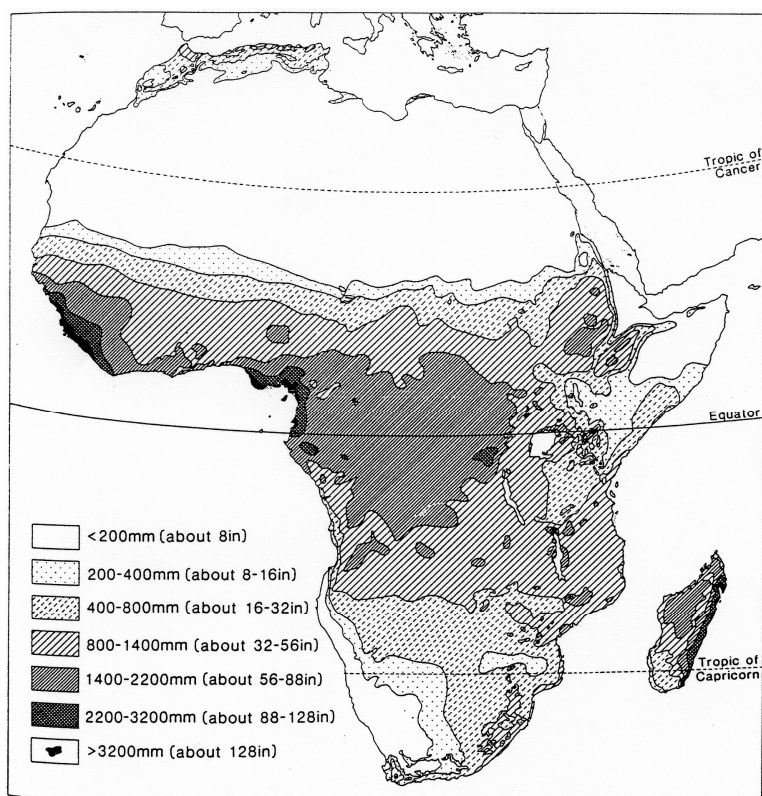 Tropic of
Cancer
Equator
<200mm (about 8in)
200-400mm (about 8-16in)
400-800mm (about 16-32in)
800-1400mm (about 32-56in)
1400-2200mm (about 56-88in)
2200-3200mm (about 88-128in)
>3200mm (about 128in)
Tropic of
Capricorn